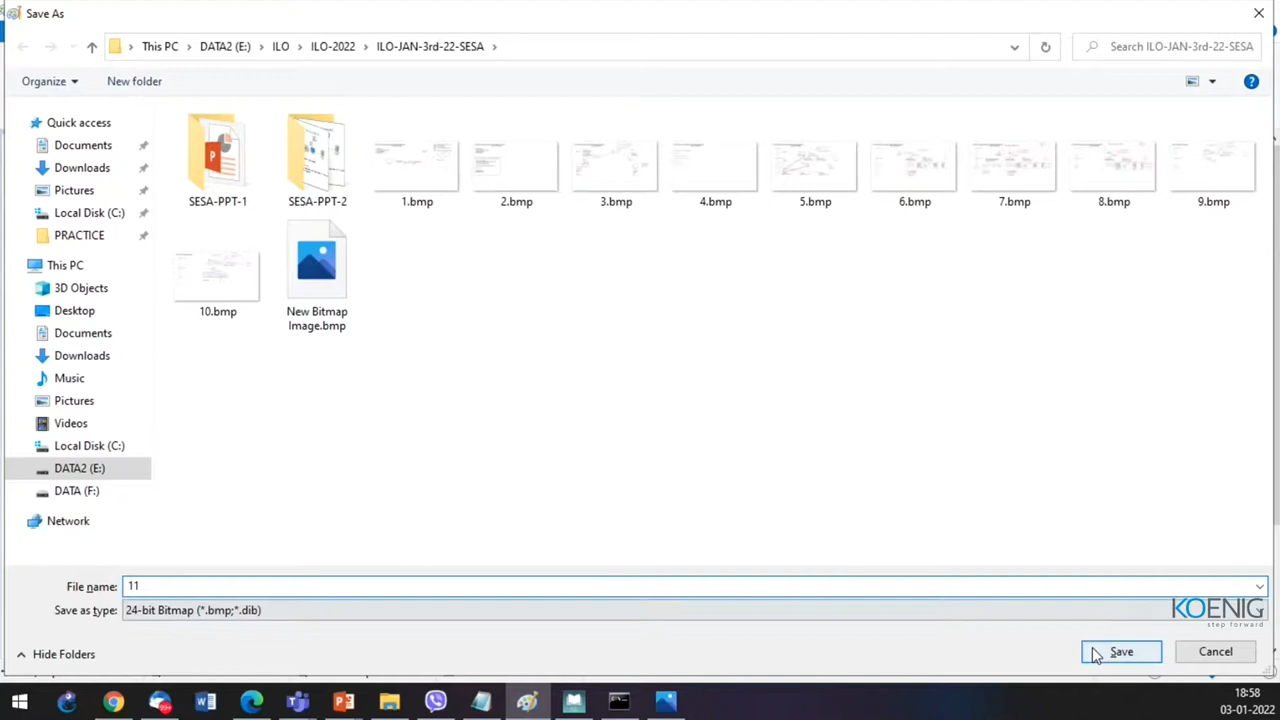 Save As
This PC > DATA2 (E:) > ILO > ILO-2022 > ILO-JAN-3rd-22-SESA >
Search ILO-JAN-3rd-22-SESA
Organize
New folder
Quick access
Documents
Downloads
Pictures
Local Disk (C:)
PRACTICE
This PC
3D Objects
Desktop
Documents
Downloads
Music
Pictures
Videos
Local Disk (C:)
DATA2 (E:)
DATA (F:)
Network
SESA-PPT-1
SESA-PPT-2
1.bmp
2.bmp
3.bmp
4.bmp
5.bmp
6.bmp
7.bmp
8.bmp
9.bmp
10.bmp
New Bitmap
Image.bmp
File name: 11
Save as type: 24-bit Bitmap (*.bmp;*.dib)
KOENIG
step forward
Hide Folders
Save
Cancel
18:58
03-01-2022